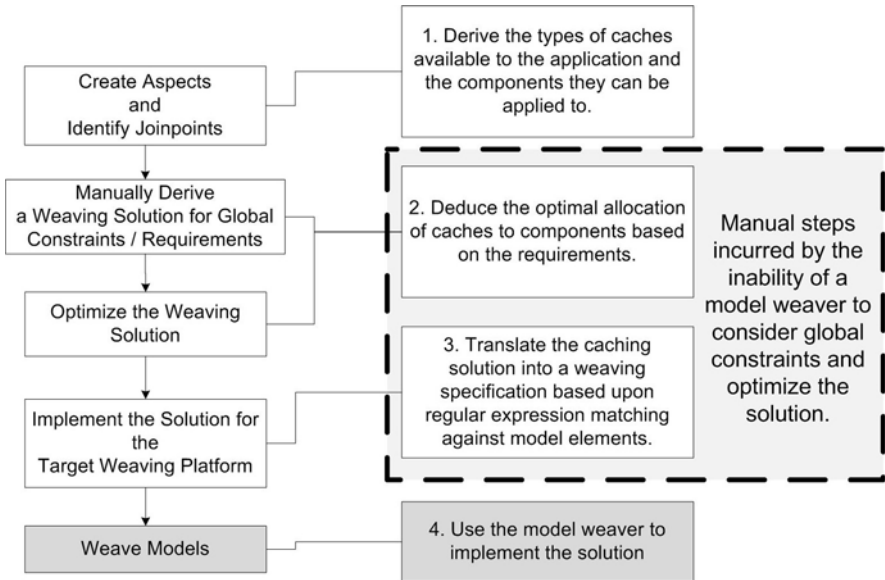 Create Aspects
and
Identify Joinpoints
1. Derive the types of caches
available to the application and
the components they can be
applied to.
Manually Derive
a Weaving Solution for Global
Constraints / Requirements
2. Deduce the optimal allocation
of caches to components based
on the requirements.
Manual steps
incurred by the
inability of a
model weaver to
consider global
constraints and
optimize the
solution.
Optimize the Weaving
Solution
3. Translate the caching
solution into a weaving
specification based upon
regular expression matching
against model elements.
Implement the Solution for
the
Target Weaving Platform
Weave Models
4. Use the model weaver to
implement the solution